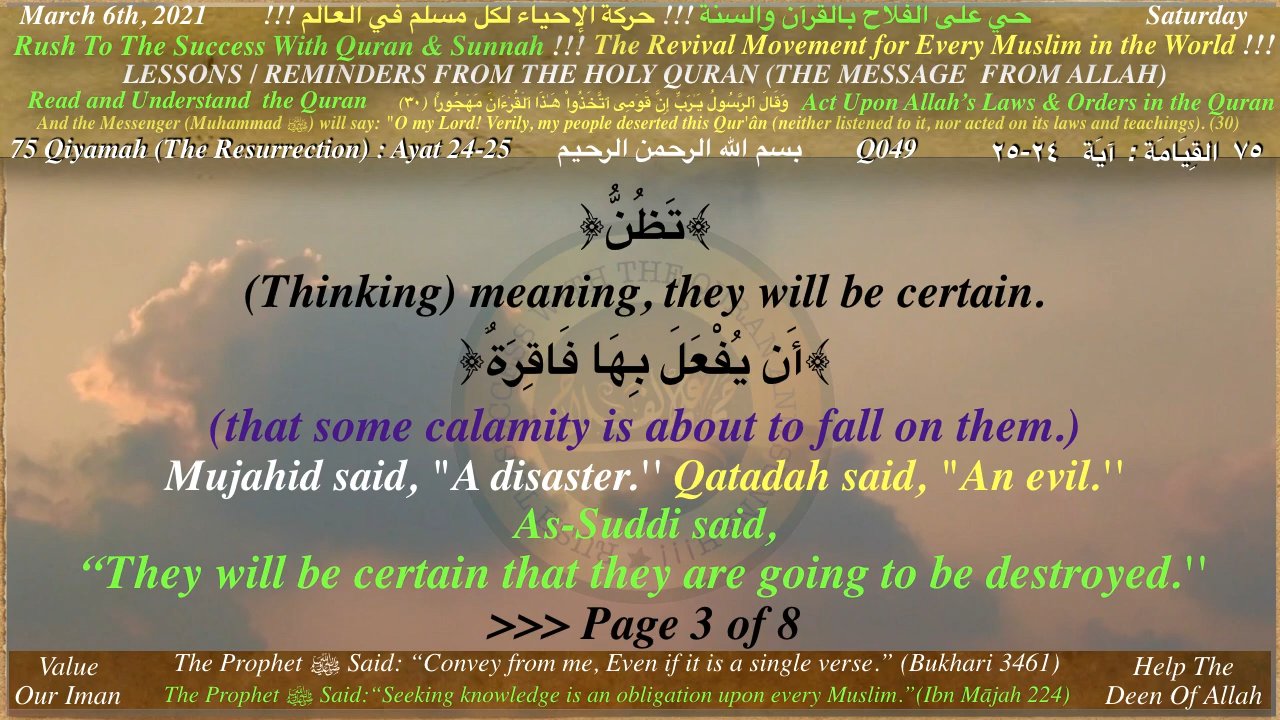 March 6th, 2021 !!! حي على الفلاح بالقرآن والسنة !!! حركة الإحياء لكل مسلم في العالم Saturday
Rush To The Success With Quran & Sunnah !!! The Revival Movement for Every Muslim in the World !!!
LESSONS / REMINDERS FROM THE HOLY QURAN (THE MESSAGE FROM ALLAH)
Read and Understand the Quran وَقَالَ ٱلرَّسُولُ يَـٰرَبِّ إِنَّ قَوْمِى ٱتَّخَذُواْ هَـٰذَا ٱلْقُرْءَانَ مَهْجُورًا (٣٠) Act Upon Allah’s Laws & Orders in the Quran
And the Messenger (Muhammad ﷺ) will say: "O my Lord! Verily, my people deserted this Qur'ân (neither listened to it, nor acted on its laws and teachings). (30)
75 Qiyamah (The Resurrection) : Ayat 24-25 بسم الله الرحمن الرحيم Q049 ٧٥ القِيَامَة : آيَة ٢٤-٢٥
﴿تَظُنُّ﴾
(Thinking) meaning, they will be certain.
﴿أَن يُفْعَلَ بِهَا فَاقِرَةٌ﴾
(that some calamity is about to fall on them.)
Mujahid said, "A disaster.'' Qatadah said, "An evil.''
As-Suddi said,
“They will be certain that they are going to be destroyed.''
>>> Page 3 of 8
Value The Prophet ﷺ Said: “Convey from me, Even if it is a single verse.” (Bukhari 3461) Help The
Our Iman The Prophet ﷺ Said:“Seeking knowledge is an obligation upon every Muslim.”(Ibn Mājah 224) Deen Of Allah